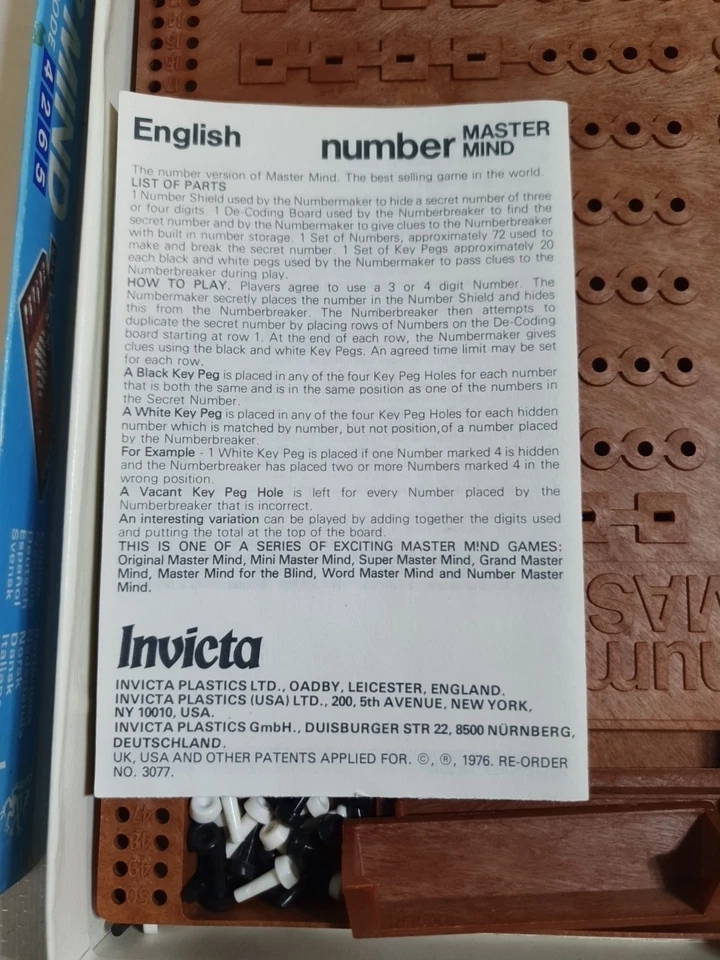 English
number MASTER MIND
The number version of Master Mind. The best selling game in the world.
LIST OF PARTS
1 Number Shield used by the Numbermaker to hide a secret number of three
or four digits. 1 De-Coding Board used by the Numberbreaker to find the
secret number and by the Numbermaker to give clues to the Numberbreaker
with built in number storage. 1 Set of Numbers, approximately 72 used to
make and break the secret number. 1 Set of Key Pegs approximately 20
each black and white pegs used by the Numbermaker to pass clues to the
Numberbreaker during play.
HOW TO PLAY. Players agree to use a 3 or 4 digit Number. The
Numbermaker secretly places the number in the Number Shield and hides
this from the Numberbreaker. The Numberbreaker then attempts to
duplicate the secret number by placing rows of Numbers on the De-Coding
board starting at row 1. At the end of each row, the Numbermaker gives
clues using the black and white Key Pegs. An agreed time limit may be set
for each row.
A Black Key Peg is placed in any of the four Key Peg Holes for each number
that is both the same and is in the same position as one of the numbers in
the Secret Number.
A White Key Peg is placed in any of the four Key Peg Holes for each hidden
number which is matched by number, but not position, of a number placed
by the Numberbreaker.
For Example - 1 White Key Peg is placed if one Number marked 4 is hidden
and the Numberbreaker has placed two or more Numbers marked 4 in the
wrong position.
A Vacant Key Peg Hole is left for every Number placed by the
Numberbreaker that is incorrect.
An interesting variation can be played by adding together the digits used
and putting the total at the top of the board.
THIS IS ONE OF A SERIES OF EXCITING MASTER M!ND GAMES:
Original Master Mind, Mini Master Mind, Super Master Mind, Grand Master
Mind, Master Mind for the Blind, Word Master Mind and Number Master
Mind.
Invicta
INVICTA PLASTICS LTD., OADBY, LEICESTER, ENGLAND.
INVICTA PLASTICS (USA) LTD., 200, 5th AVENUE, NEW YORK,
NY 10010, USA.
INVICTA PLASTICS GmbH., DUISBURGER STR 22, 8500 NÜRNBERG,
DEUTSCHLAND.
UK, USA AND OTHER PATENTS APPLIED FOR. ©, ®, 1976. RE-ORDER
NO. 3077.
MIND
CODE 4 2 6 5
Español
Svensk
Norsk
Dansk
num
MAS
47
48
49
50